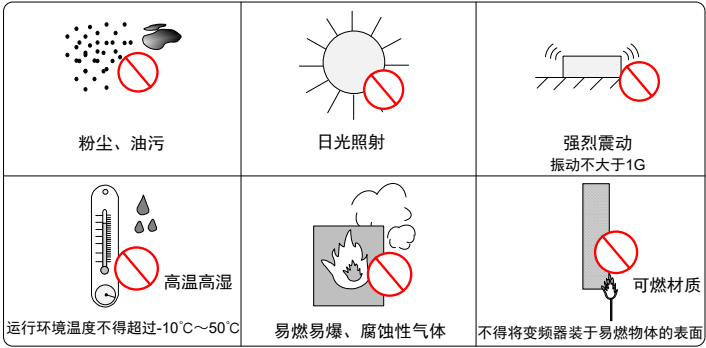 粉尘、油污
日光照射
强烈震动
振动不大于1G
高温高湿
运行环境温度不得超过-10℃～50℃
易燃易爆、腐蚀性气体
可燃材质
不得将变频器装于易燃物体的表面